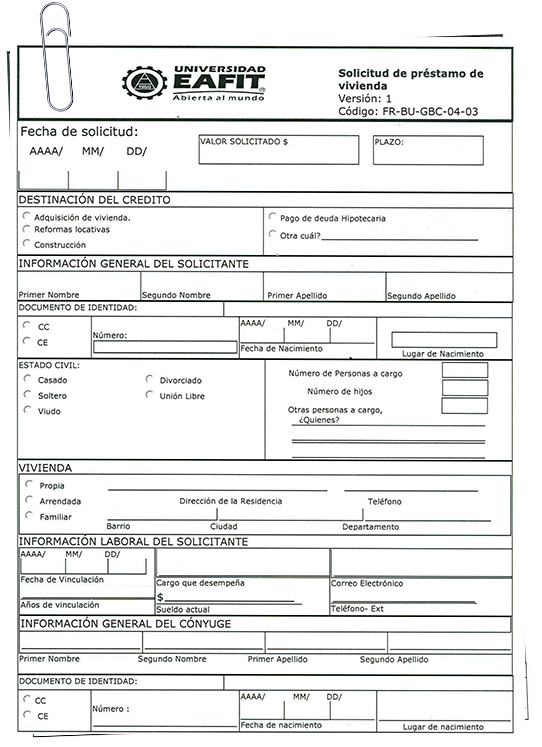 UNIVERSIDAD
EAFIT®
Abierta al mundo
Solicitud de préstamo de
vivienda
Versión: 1
Código: FR-BU-GBC-04-03
Fecha de solicitud:
AAAA/ MM/ DD/
VALOR SOLICITADO $
PLAZO:
DESTINACIÓN DEL CREDITO
Adquisición de vivienda.
Reformas locativas
Construcción
Pago de deuda Hipotecaria
Otra cuál?
INFORMACIÓN GENERAL DEL SOLICITANTE
Primer Nombre Segundo Nombre Primer Apellido Segundo Apellido
DOCUMENTO DE IDENTIDAD:
CC
CE
Número:
AAAA/ MM/ DD/
Fecha de Nacimiento
Lugar de Nacimiento
ESTADO CIVIL:
Casado
Soltero
Viudo
Divorciado
Unión Libre
Número de Personas a cargo
Número de hijos
Otras personas a cargo,
¿Quienes?
VIVIENDA
Propia
Arrendada
Familiar
Dirección de la Residencia Teléfono
Barrio Ciudad Departamento
INFORMACIÓN LABORAL DEL SOLICITANTE
AAAA/ MM/ DD/
Fecha de Vinculación
Cargo que desempeña
Correo Electrónico
Años de vinculación
$
Sueldo actual
Teléfono- Ext
INFORMACIÓN GENERAL DEL CÓNYUGE
Primer Nombre Segundo Nombre Primer Apellido Segundo Apellido
DOCUMENTO DE IDENTIDAD:
CC
CE
Número :
AAAA/ MM/ DD/
Fecha de nacimiento
Lugar de nacimiento